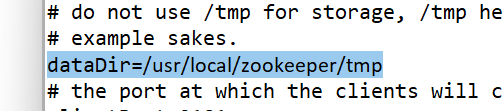 # do not use /tmp for storage, /tmp he
# example sakes.
dataDir=/usr/local/zookeeper/tmp
# the port at which the clients will c